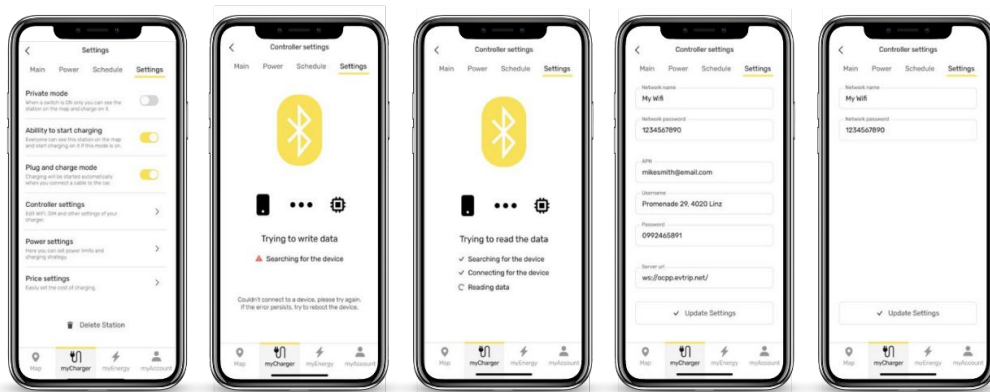 Settings
Main Power Schedule Settings
Private mode
When a switch is ON only you can see the
station on the map and charge on it.
Ability to start charging
Everyone can see this station on the map
and start charging on it if this mode is on.
Plug and charge mode
Charging will be started automatically
when you connect a cable to the car.
Controller settings
Edit WiFi, SIM and other settings of your
charger.
Power settings
Here you can set power limits and
charging strategy.
Price settings
Easily set the cost of charging.
Delete Station
Map myCharger myEnergy myAccount
Controller settings
Main Power Schedule Settings
Trying to write data
Searching for the device
Couldn't connect to a device, please try again.
If the error persists, try to reboot the device.
Map myCharger myEnergy myAccount
Controller settings
Main Power Schedule Settings
Trying to read the data
Searching for the device
Connecting for the device
Reading data
Map myCharger myEnergy myAccount
Controller settings
Main Power Schedule Settings
Network name
My Wifi
Network password
1234567890
APN
mikesmith@email.com
Username
Promenade 29, 4020 Linz
Password
0992465891
Server url
ws://ocpp.evtrip.net/
Update Settings
Map myCharger myEnergy myAccount
Controller settings
Main Power Schedule Settings
Network name
My Wifi
Network password
1234567890
Update Settings
Map myCharger myEnergy myAccount